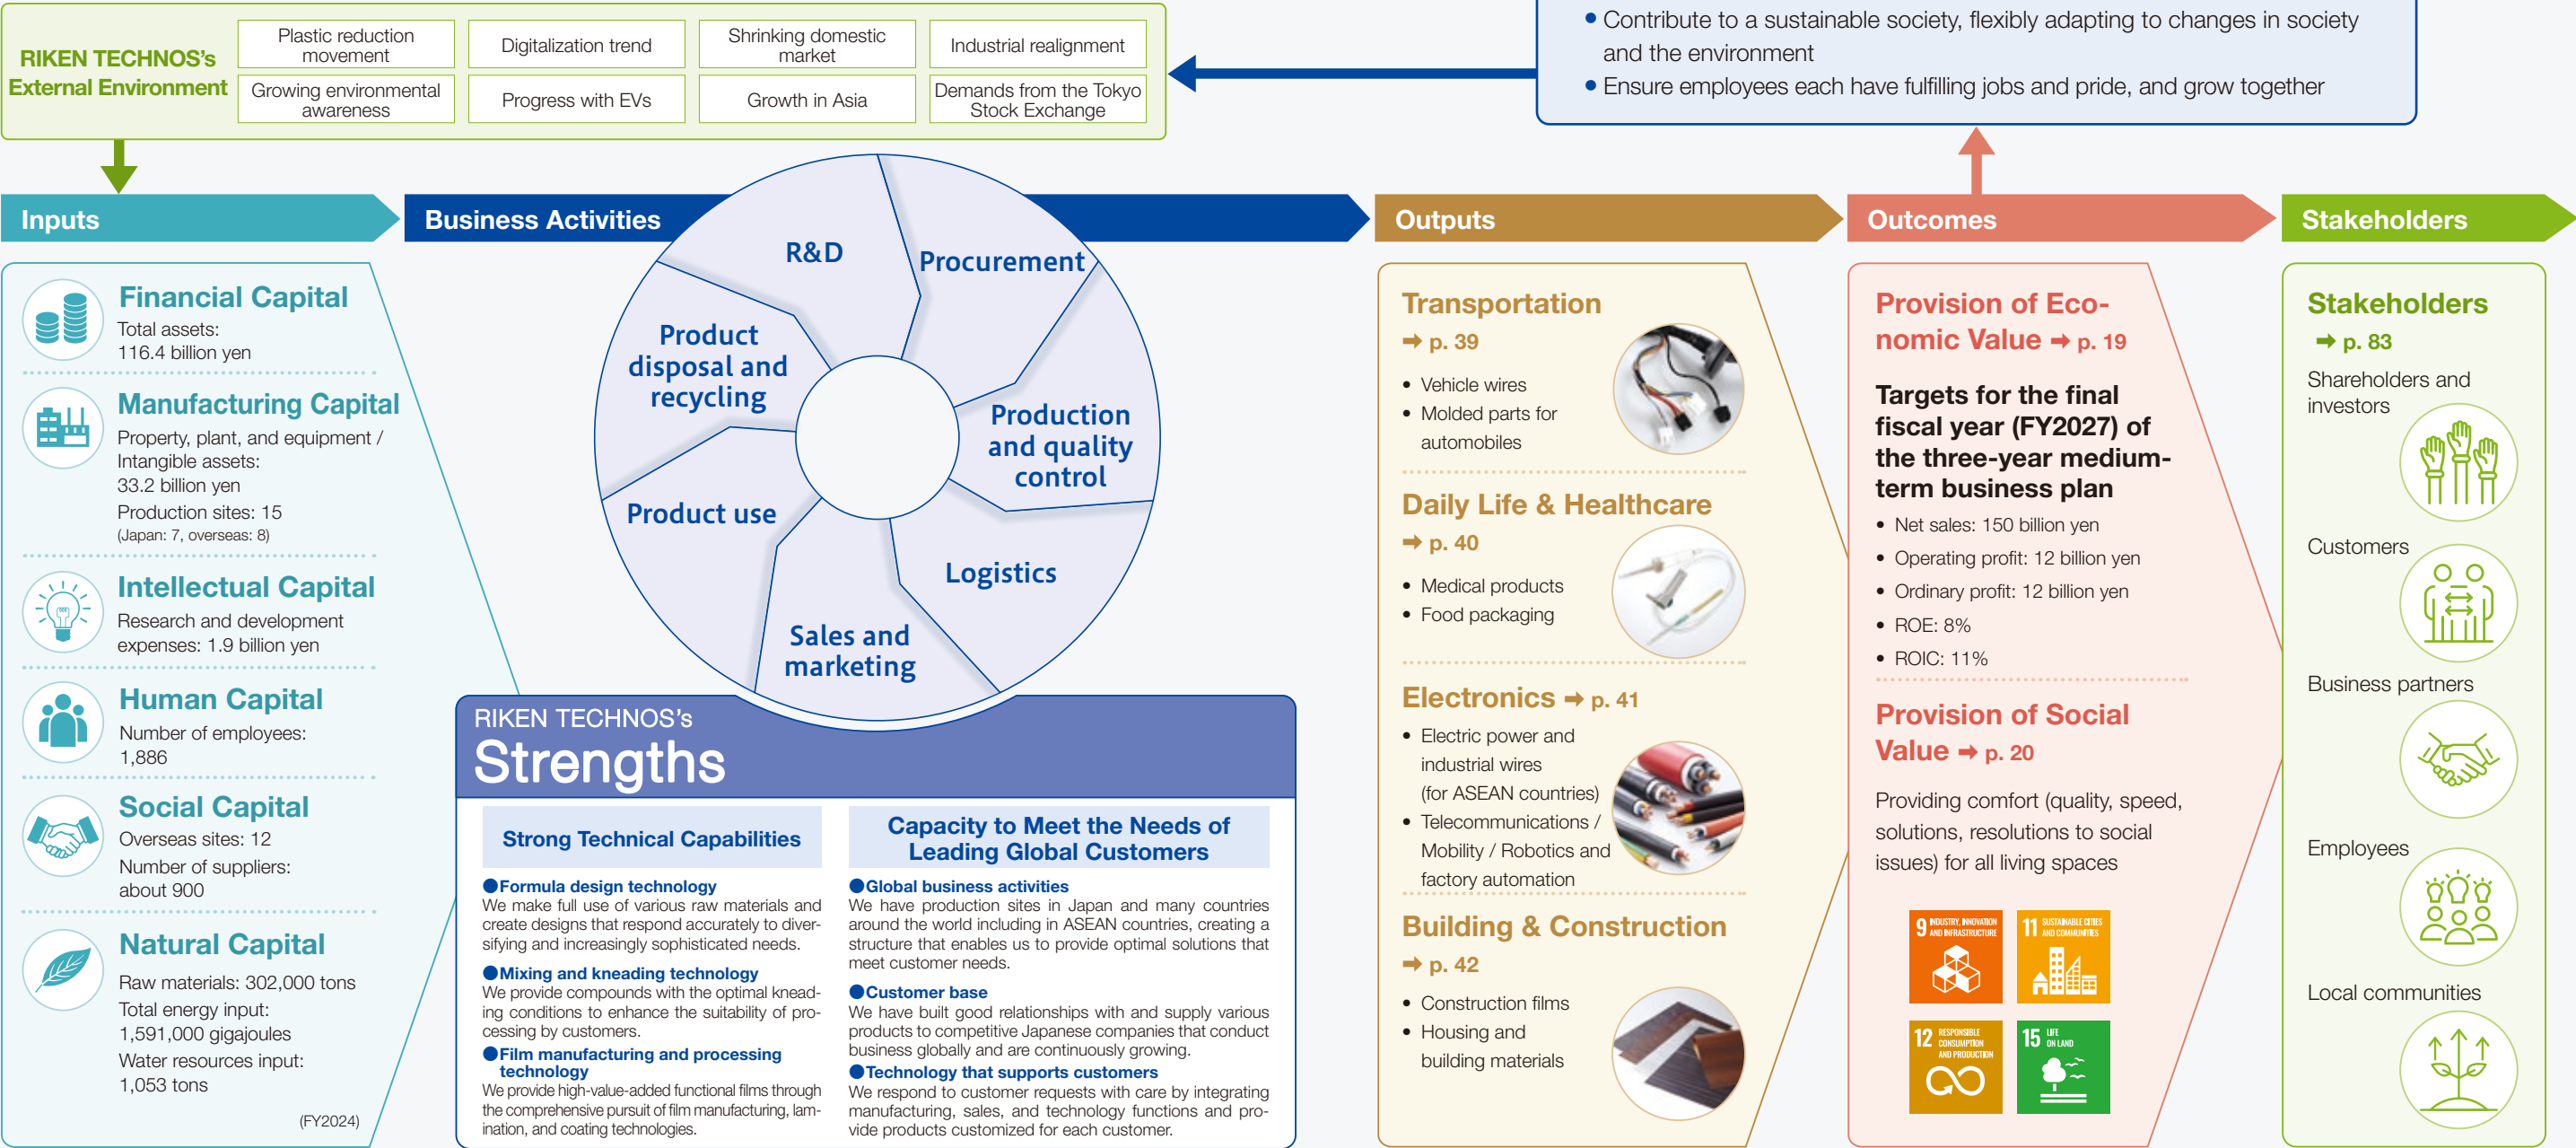 RIKEN TECHNOS's
External Environment
Plastic reduction
movement
Digitalization trend
Shrinking domestic
market
Industrial realignment
Growing environmental
awareness
Progress with EVs
Growth in Asia
Demands from the Tokyo
Stock Exchange
● Contribute to a sustainable society, flexibly adapting to changes in society
and the environment
● Ensure employees each have fulfilling jobs and pride, and grow together
Inputs
Financial Capital
Total assets:
116.4 billion yen
Manufacturing Capital
Property, plant, and equipment /
Intangible assets:
33.2 billion yen
Production sites: 15
(Japan: 7, overseas: 8)
Intellectual Capital
Research and development
expenses: 1.9 billion yen
Human Capital
Number of employees:
1,886
Social Capital
Overseas sites: 12
Number of suppliers:
about 900
Natural Capital
Raw materials: 302,000 tons
Total energy input:
1,591,000 gigajoules
Water resources input:
1,053 tons
(FY2024)
Business Activities
R&D
Procurement
Production
and quality
control
Logistics
Sales and
marketing
Product use
Product
disposal and
recycling
RIKEN TECHNOS's
Strengths
Strong Technical Capabilities
●Formula design technology
We make full use of various raw materials and
create designs that respond accurately to diver-
sifying and increasingly sophisticated needs.
●Mixing and kneading technology
We provide compounds with the optimal knead-
ing conditions to enhance the suitability of pro-
cessing by customers.
●Film manufacturing and processing
technology
We provide high-value-added functional films through
the comprehensive pursuit of film manufacturing, lam-
ination, and coating technologies.
Capacity to Meet the Needs of
Leading Global Customers
●Global business activities
We have production sites in Japan and many countries
around the world including in ASEAN countries, creating a
structure that enables us to provide optimal solutions that
meet customer needs.
●Customer base
We have built good relationships with and supply various
products to competitive Japanese companies that conduct
business globally and are continuously growing.
●Technology that supports customers
We respond to customer requests with care by integrating
manufacturing, sales, and technology functions and pro-
vide products customized for each customer.
Outputs
Transportation
➡ p. 39
• Vehicle wires
• Molded parts for
automobiles
Daily Life & Healthcare
➡ p. 40
• Medical products
• Food packaging
Electronics ➡ p. 41
• Electric power and
industrial wires
(for ASEAN countries)
• Telecommunications /
Mobility / Robotics and
factory automation
Building & Construction
➡ p. 42
• Construction films
• Housing and
building materials
Outcomes
Provision of Eco-
nomic Value ➡ p. 19
Targets for the final
fiscal year (FY2027) of
the three-year medium-
term business plan
• Net sales: 150 billion yen
• Operating profit: 12 billion yen
• Ordinary profit: 12 billion yen
• ROE: 8%
• ROIC: 11%
Provision of Social
Value ➡ p. 20
Providing comfort (quality, speed,
solutions, resolutions to social
issues) for all living spaces
9 INDUSTRY, INNOVATION
AND INFRASTRUCTURE
11 SUSTAINABLE CITIES
AND COMMUNITIES
12 RESPONSIBLE
CONSUMPTION
AND PRODUCTION
15 LIFE
ON LAND
Stakeholders
Stakeholders
➡ p. 83
Shareholders and
investors
Customers
Business partners
Employees
Local communities